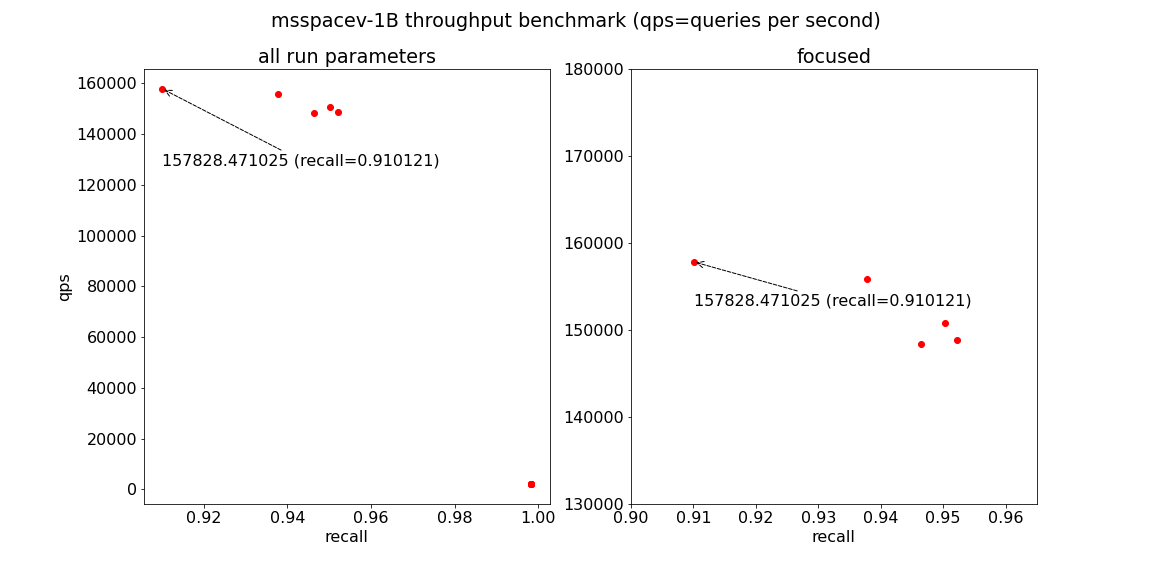 msspacev-1B throughput benchmark (qps=queries per second)
all run parameters
160000
140000
120000
100000
80000
60000
40000
20000
0
qps
157828.471025 (recall=0.910121)
0.92 0.94 0.96 0.98 1.00
recall
focused
180000
170000
160000
150000
140000
130000
157828.471025 (recall=0.910121)
0.90 0.91 0.92 0.93 0.94 0.95 0.96
recall